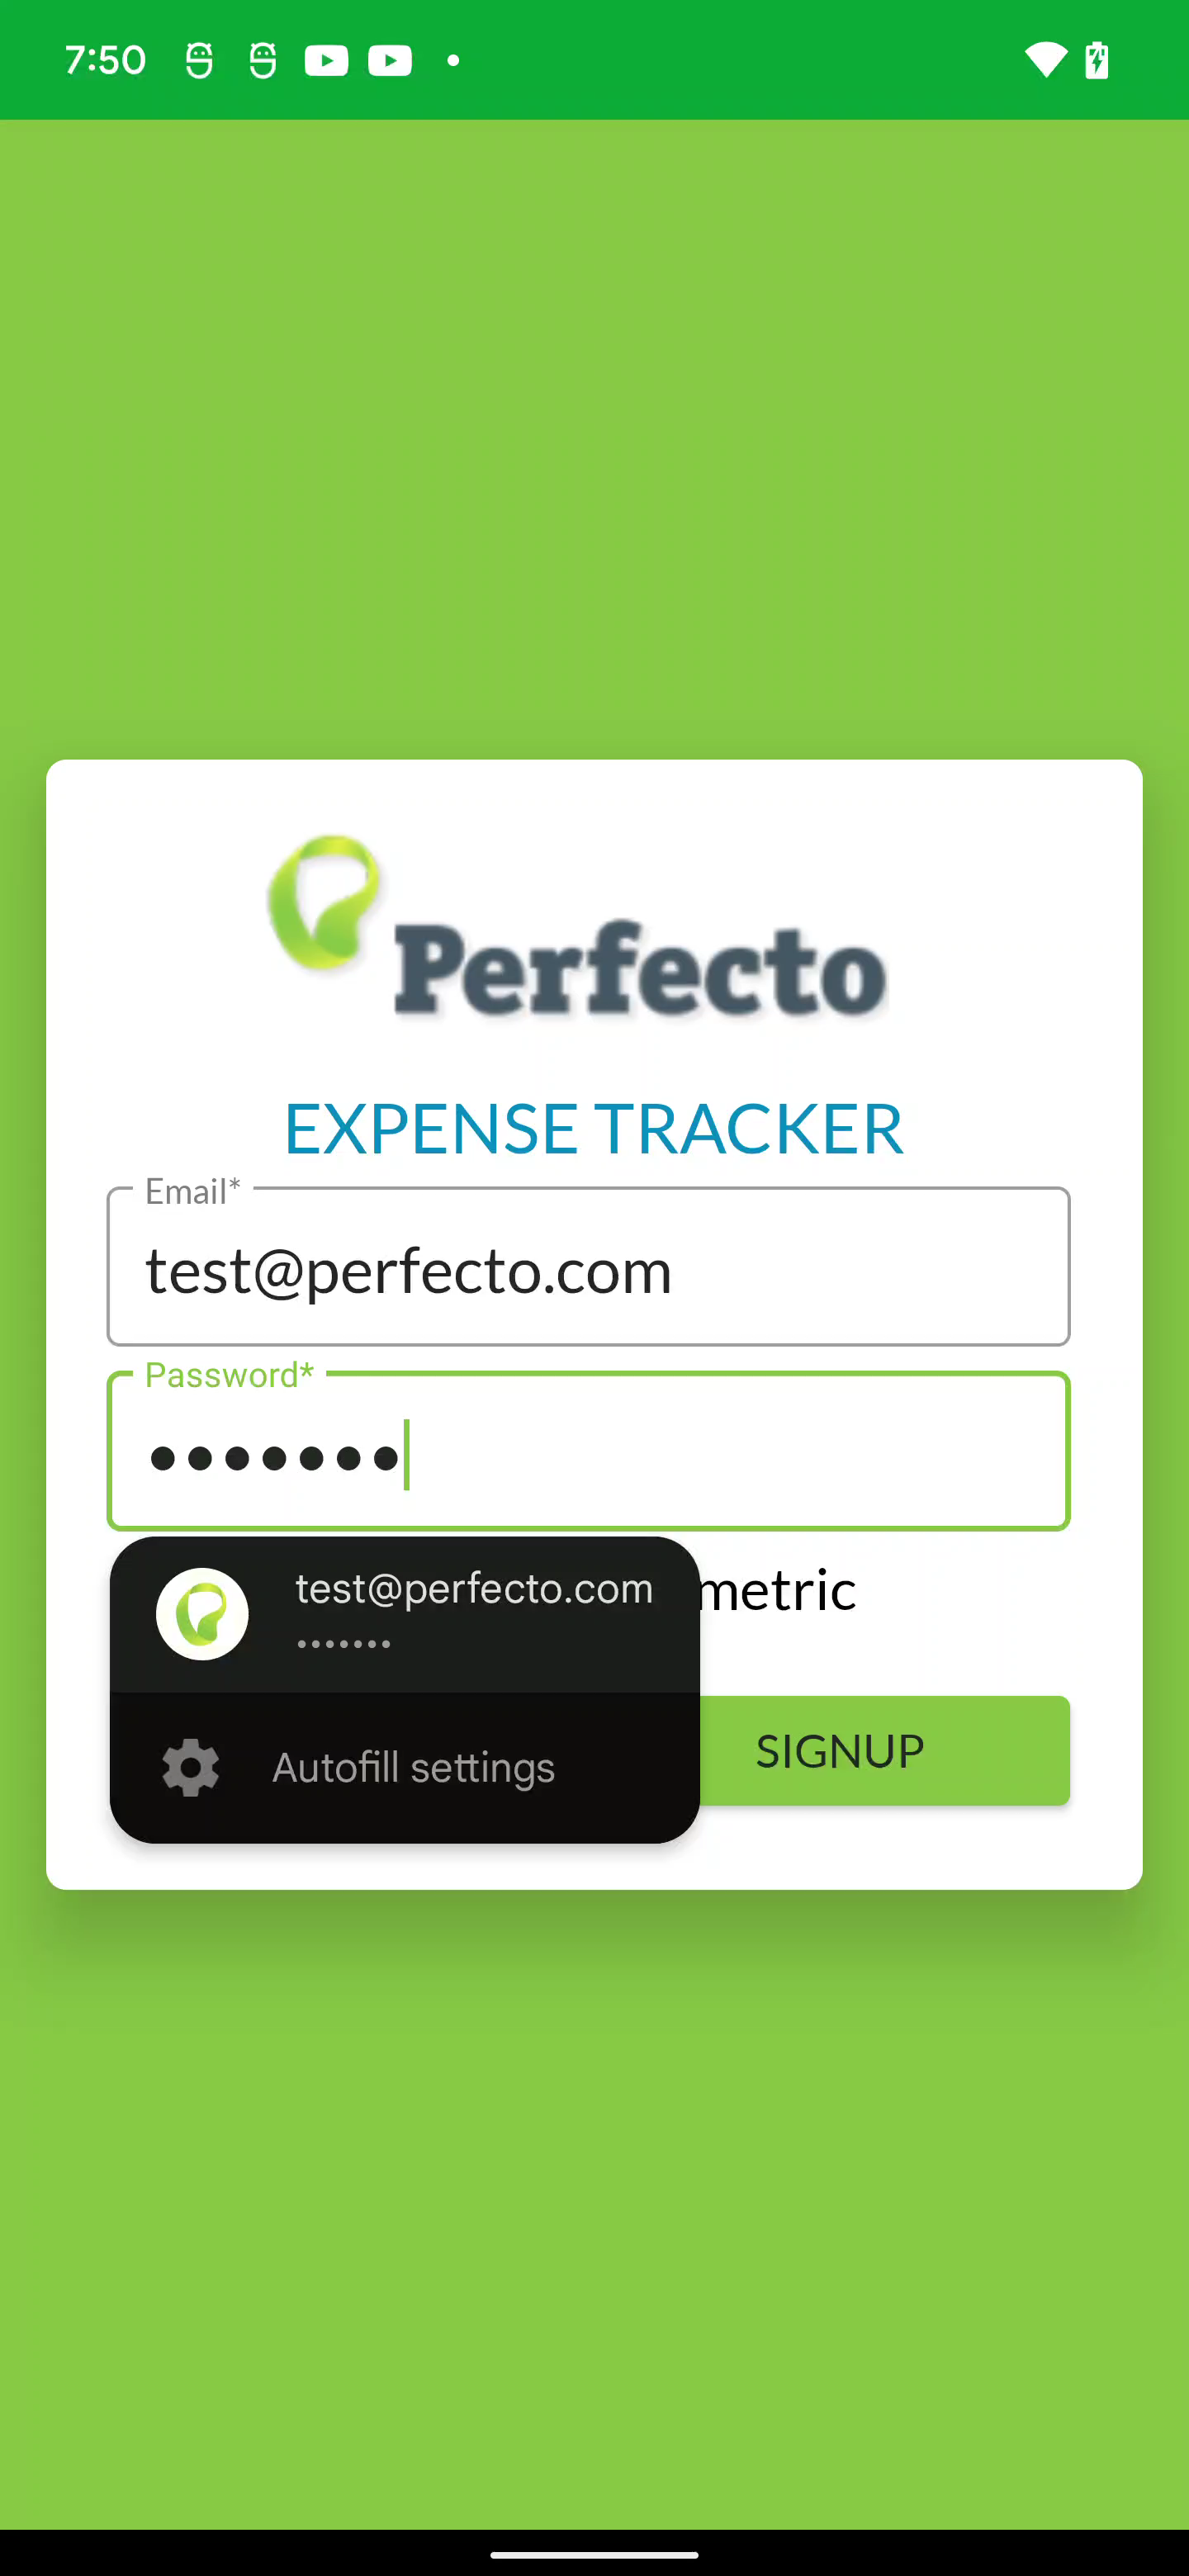 7:50
Perfecto
EXPENSE TRACKER
Email*
test@perfecto.com
Password*
•••••••
test@perfecto.com
•••••••
metric
Autofill settings
SIGNUP